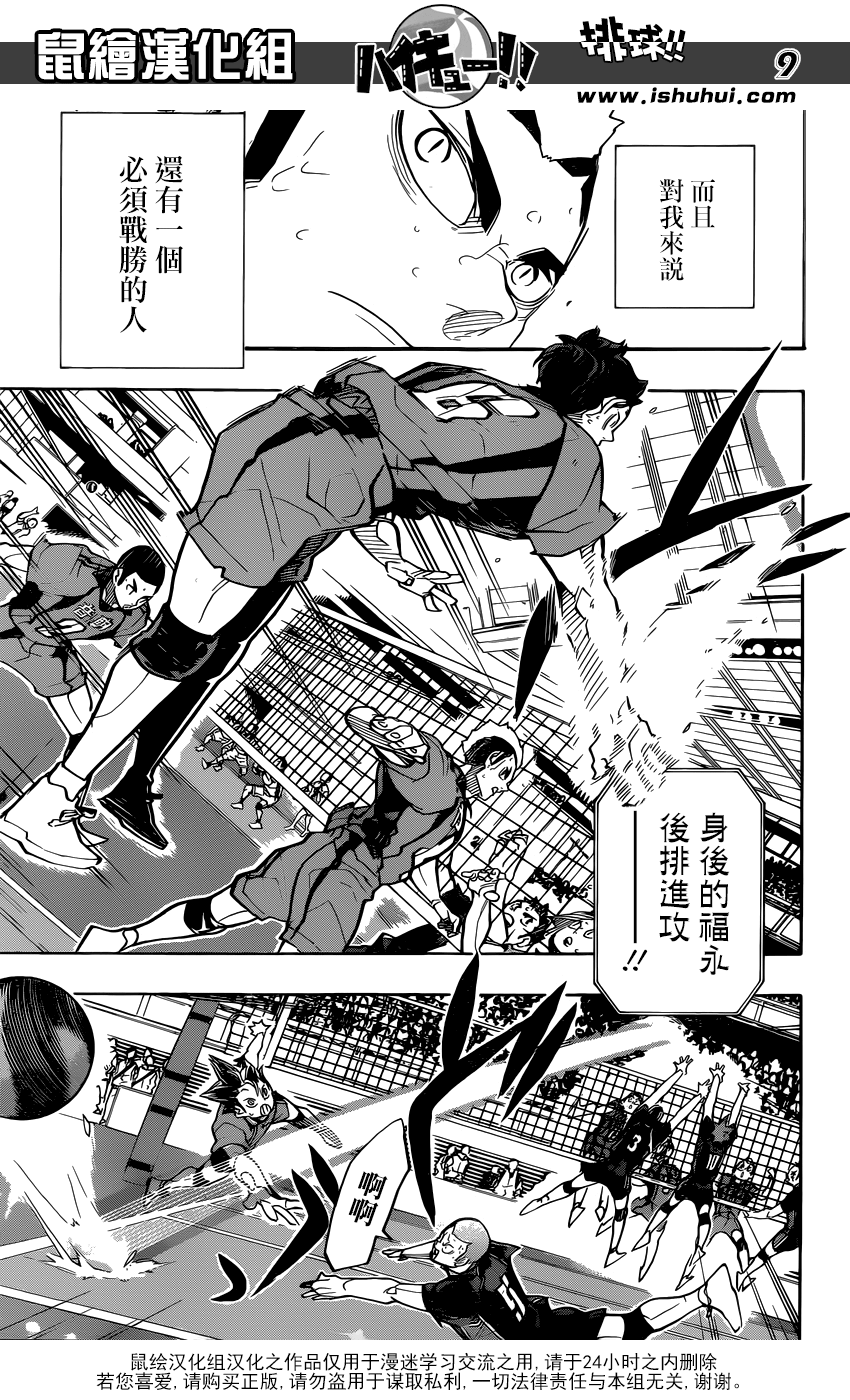 鼠繪漢化組
ハイキュー!!
排球!!
9
www.ishuhui.com
而且
對我來説
還有一個
必須戰勝的人
身後的福永
後排進攻
——!!
啊啊
3
鼠绘汉化组汉化之作品仅用于漫迷学习交流之用,请于24小时之内删除
若您喜爱,请购买正版,请勿盗用于谋取私利,一切法律责任与本组无关,谢谢。